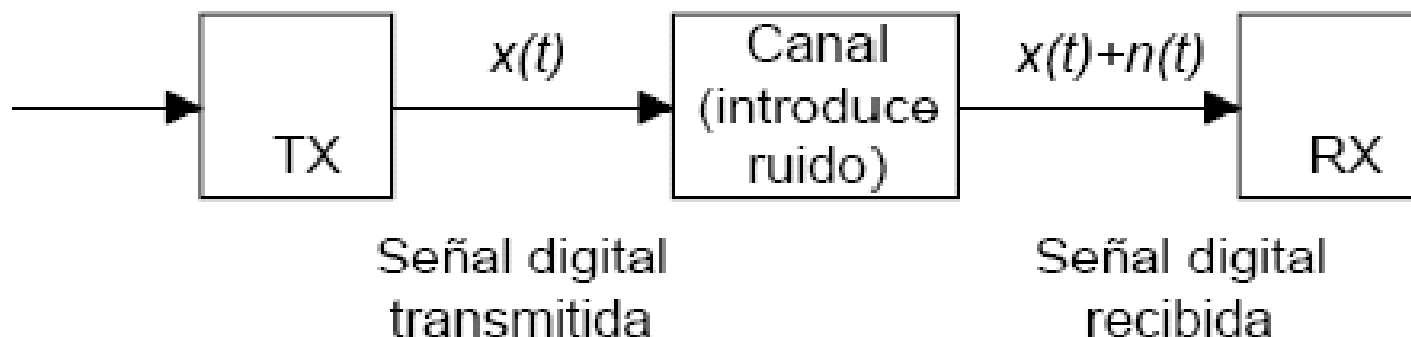 TX
x(t)
Canal
(introduce
ruido)
x(t)+n(t)
RX
Señal digital
transmitida
Señal digital
recibida